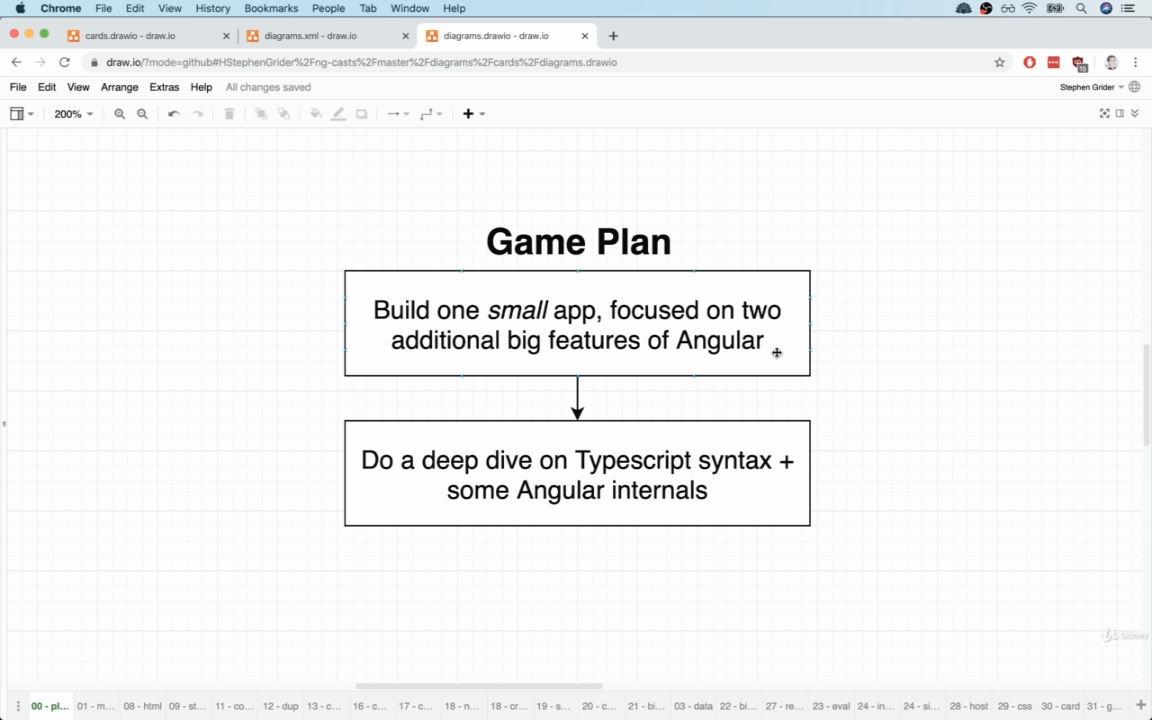 Chrome File Edit View History Bookmarks People Tab Window Help
cards.drawio - draw.io
diagrams.xml - draw.io
diagrams.drawio - draw.io
draw.io/?mode=github#HStephenGrider%2Fng-casts%2Fmaster%2Fdiagrams%2Fcards%2Fdiagrams.drawio
15
File Edit View Arrange Extras Help All changes saved
Stephen Grider
200%
Game Plan
Build one small app, focused on two
additional big features of Angular
Do a deep dive on Typescript syntax +
some Angular internals
Udemy
00 - pl... 01 - m... 08 - html 09 - st... 11 - co... 12 - dup 13 - c... 16 - c... 17 - c... 18 - n... 18 - cr... 19 - s... 20 - c... 21 - bi... 03 - data 22 - bi... 27 - re... 23 - eval 24 - in... 24 - si... 28 - host 29 - css 30 - card 31 - g...